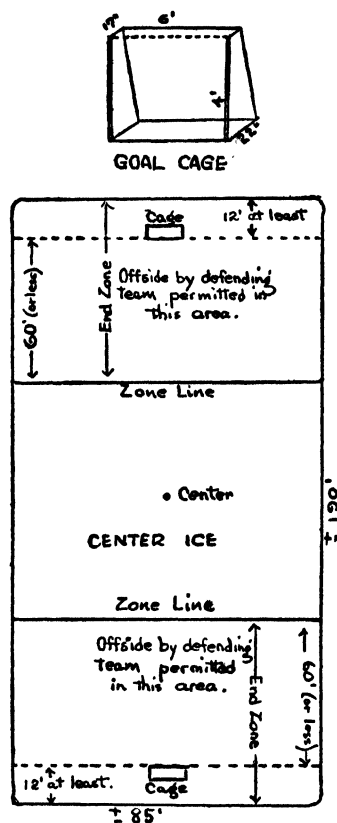 17"
6'
4'
22"
GOAL CAGE
Cage
12' at least
60' (or less)
End Zone
Offside by defending
team permitted in
this area.
Zone Line
Center
CENTER ICE
± 190'
Zone Line
Offside by defending
team permitted
in this area.
End Zone
60' (or less)
12' at least.
Cage
± 85'